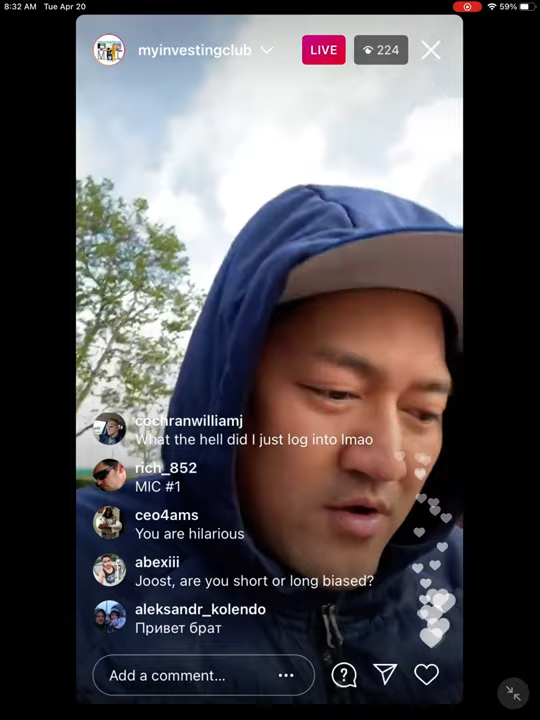 8:32 AM Tue Apr 20
59%
myinvestingclub
LIVE
224
cochranwilliamj
What the hell did I just log into lmao
rich_852
MIC #1
ceo4ams
You are hilarious
abexiii
Joost, are you short or long biased?
aleksandr_kolendo
Привет брат
Add a comment...